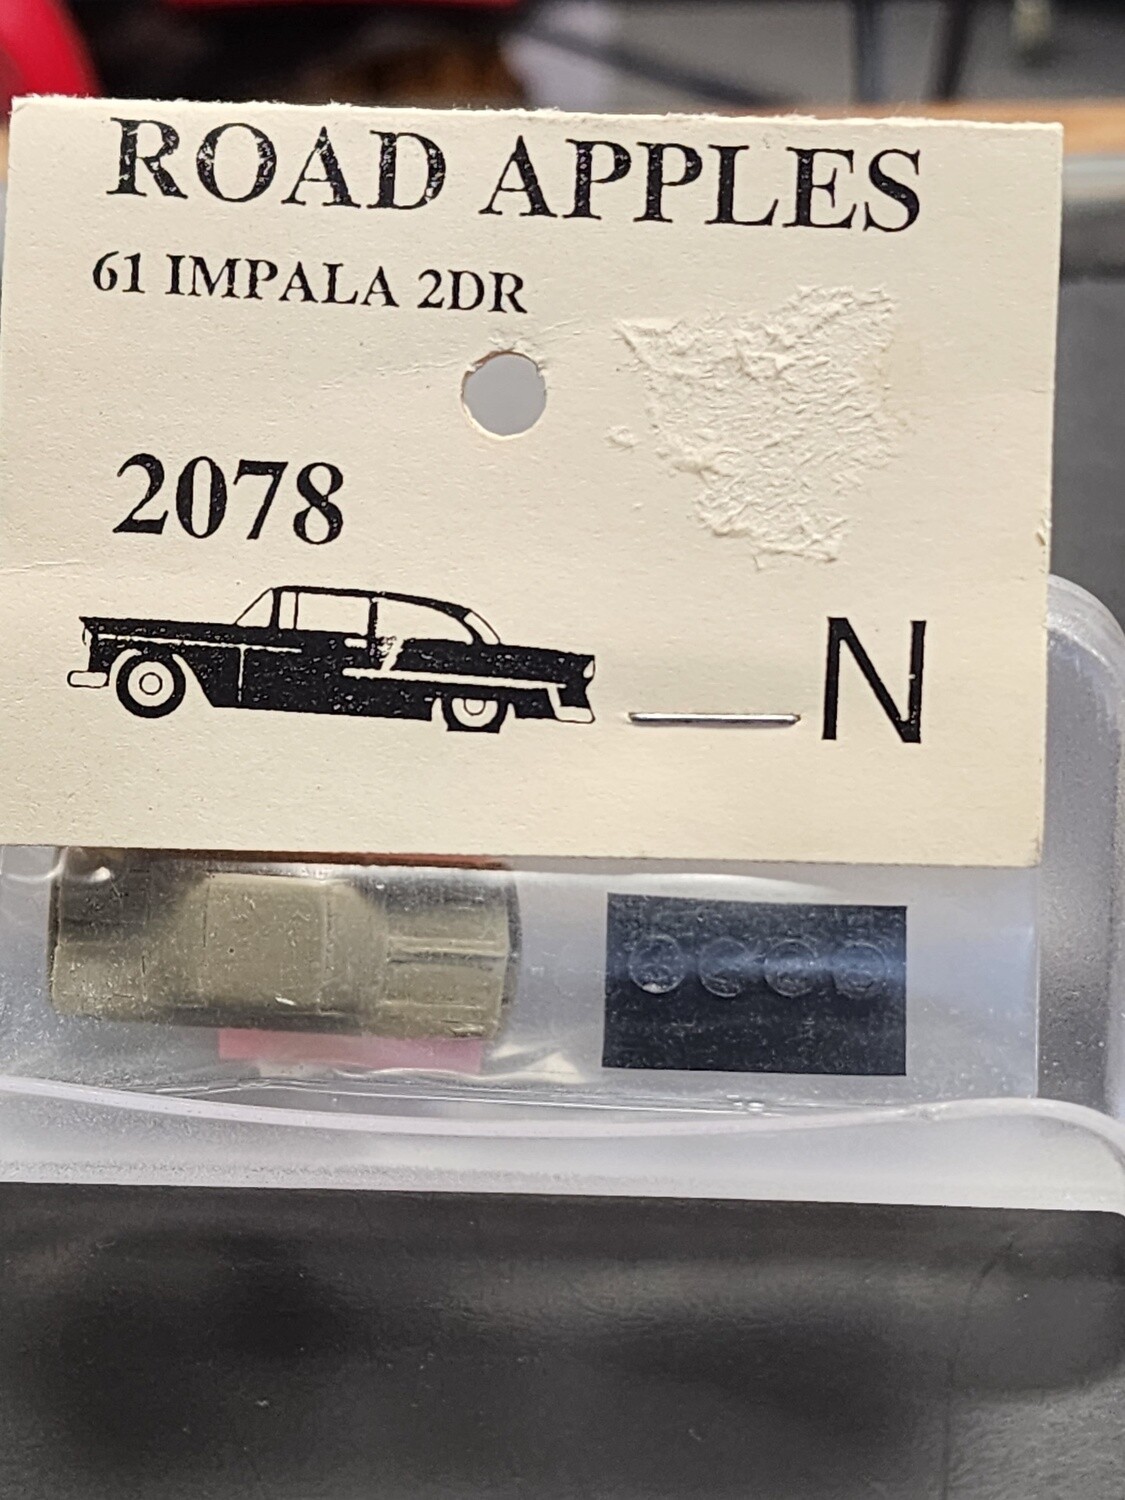 ROAD APPLES
61 IMPALA 2DR
2078
N